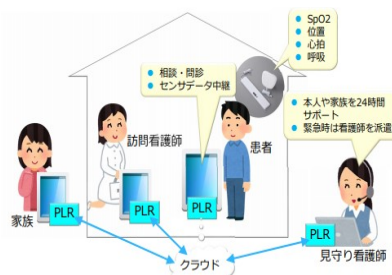 ● SpO2
● 位置
● 心拍
● 呼吸
● 相談・問診
● センサデータ中継
● 本人や家族を24時間
サポート
● 緊急時は看護師を派遣
訪問看護師
患者
家族
PLR
PLR
PLR
PLR
クラウド
見守り看護師